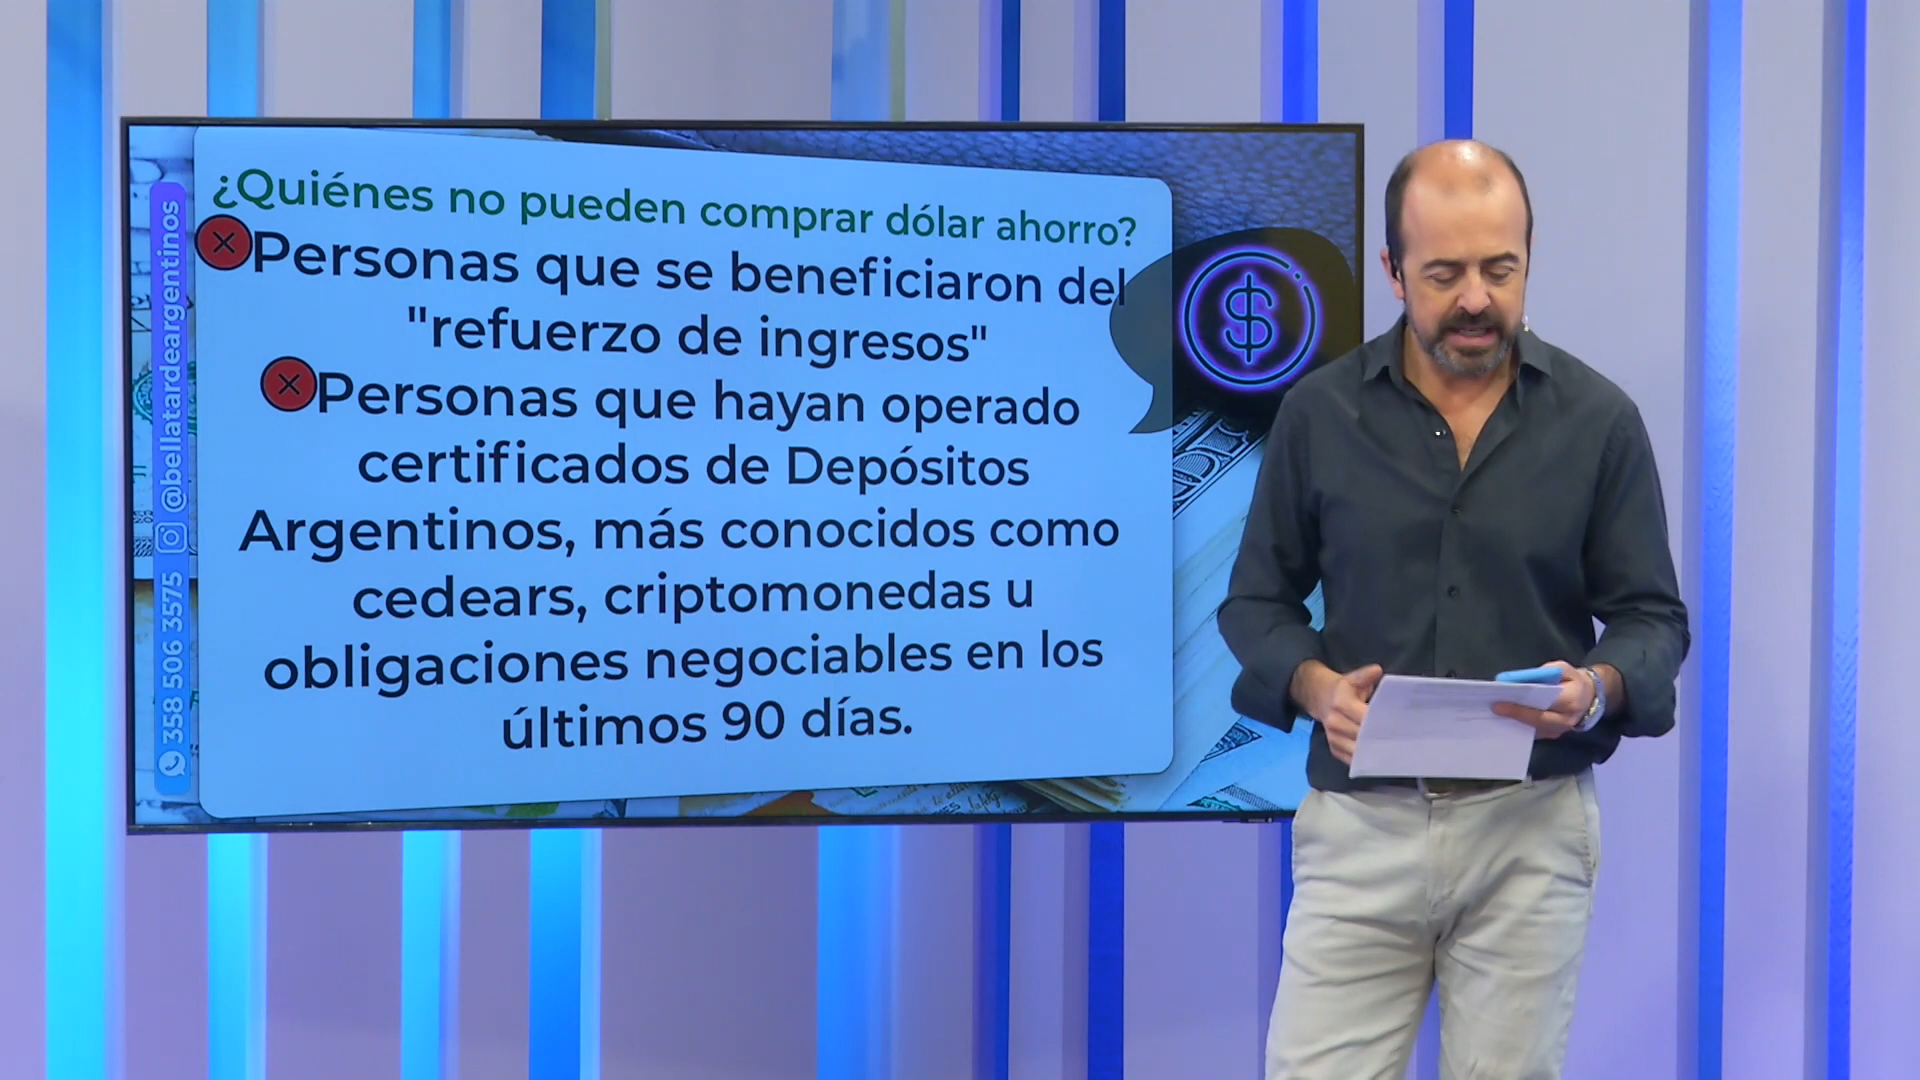 ¿Quiénes no pueden comprar dólar ahorro?
Personas que se beneficiaron del
"refuerzo de ingresos"
Personas que hayan operado
certificados de Depósitos
Argentinos, más conocidos como
cedears, criptomonedas u
obligaciones negociables en los
últimos 90 días.
358 506 3575 @bellatardeargentinos
$